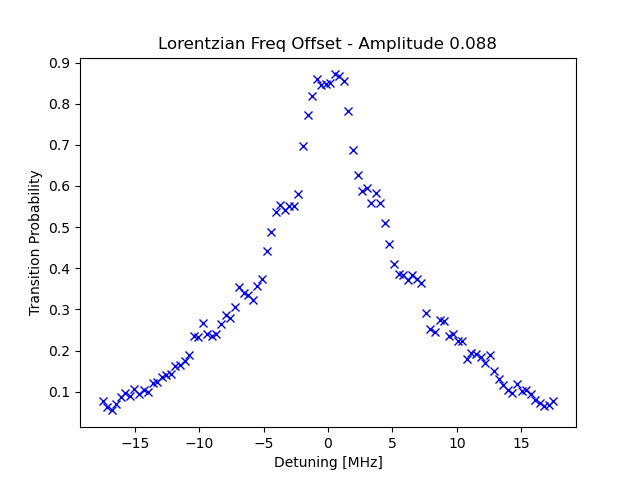 Lorentzian Freq Offset - Amplitude 0.088
Transition Probability
0.9
0.8
0.7
0.6
0.5
0.4
0.3
0.2
0.1
−15 −10 −5 0 5 10 15
Detuning [MHz]